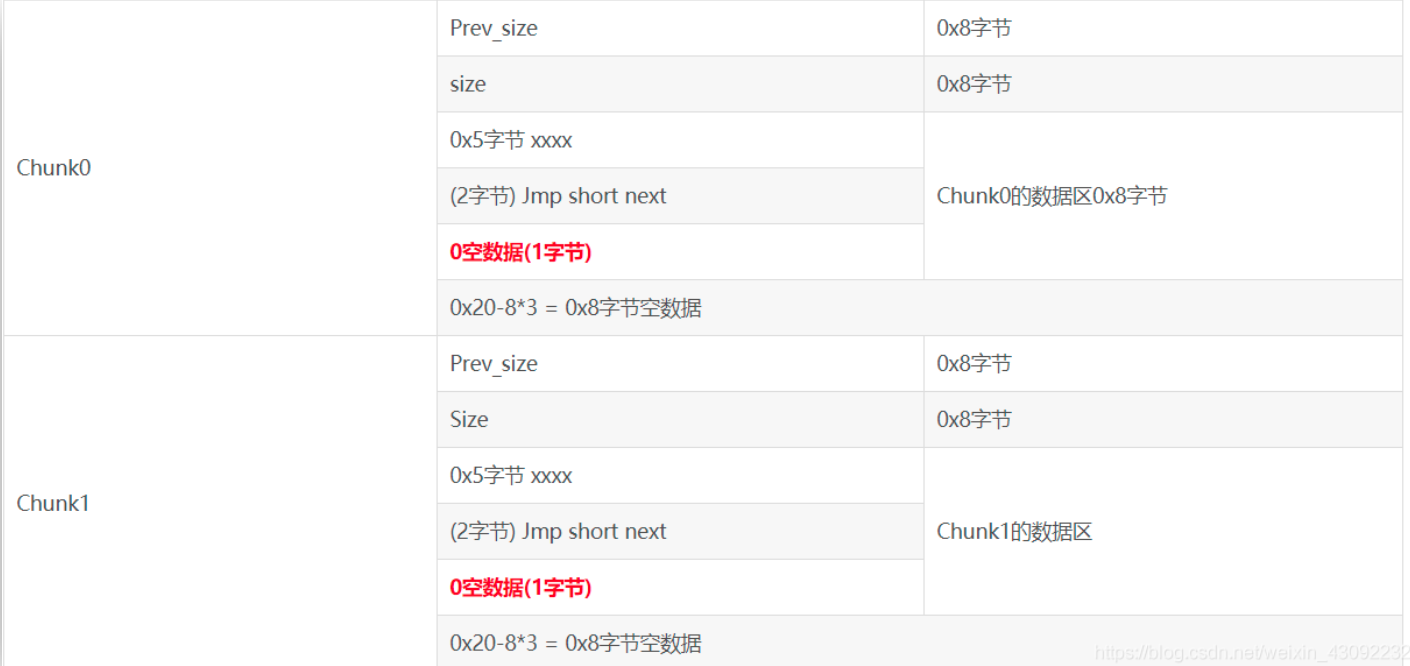 Prev_size 0x8字节
size 0x8字节
Chunk0
0x5字节 xxxx
(2字节) Jmp short next
Chunk0的数据区0x8字节
0空数据(1字节)
0x20-8*3 = 0x8字节空数据
Prev_size 0x8字节
Size 0x8字节
Chunk1
0x5字节 xxxx
(2字节) Jmp short next
Chunk1的数据区
0空数据(1字节)
0x20-8*3 = 0x8字节空数据
https://blog.csdn.net/weixin_43092232